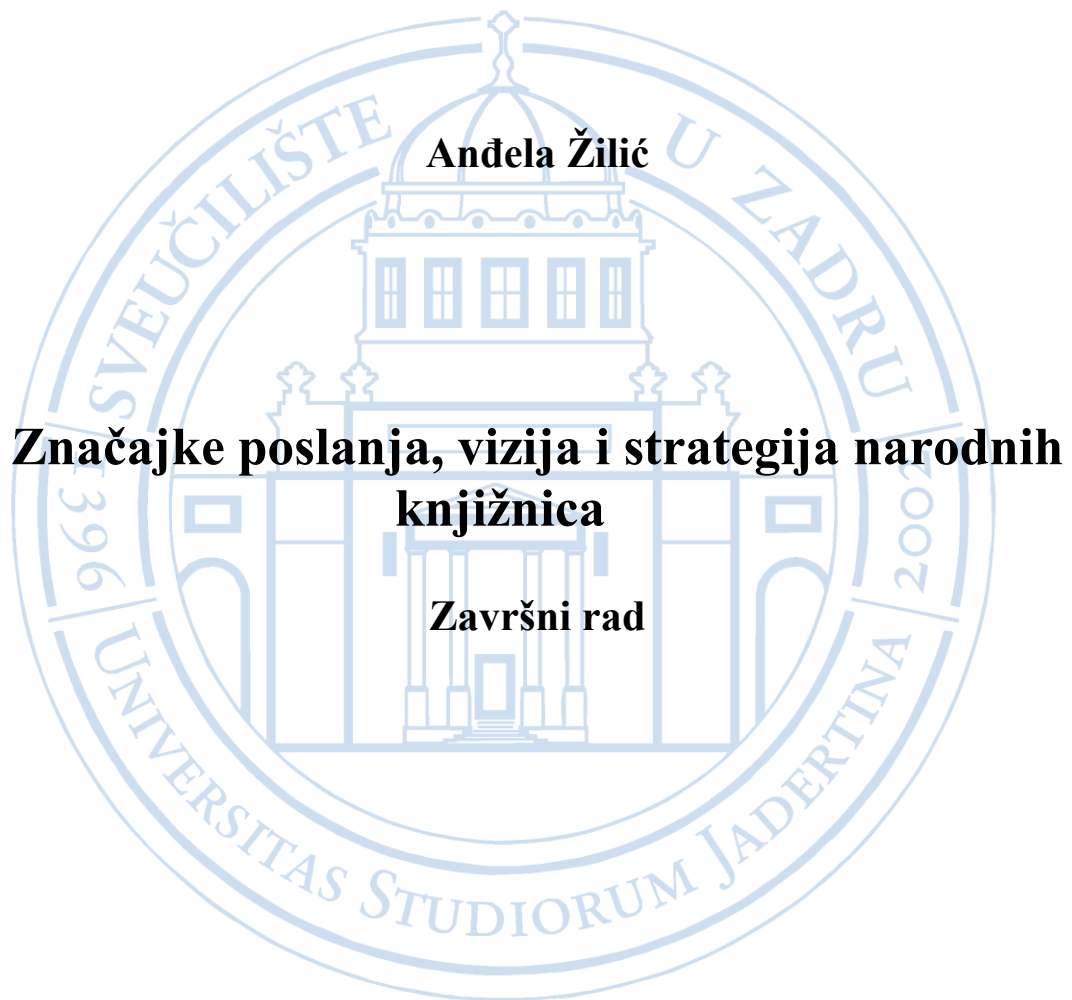 Anđela Žilić
Značajke poslanja, vizija i strategija narodnih
knjižnica
Završni rad
SVEUČILIŠTE U ZADRU
1396
2002
UNIVERSITAS STUDIORUM JADERTINA